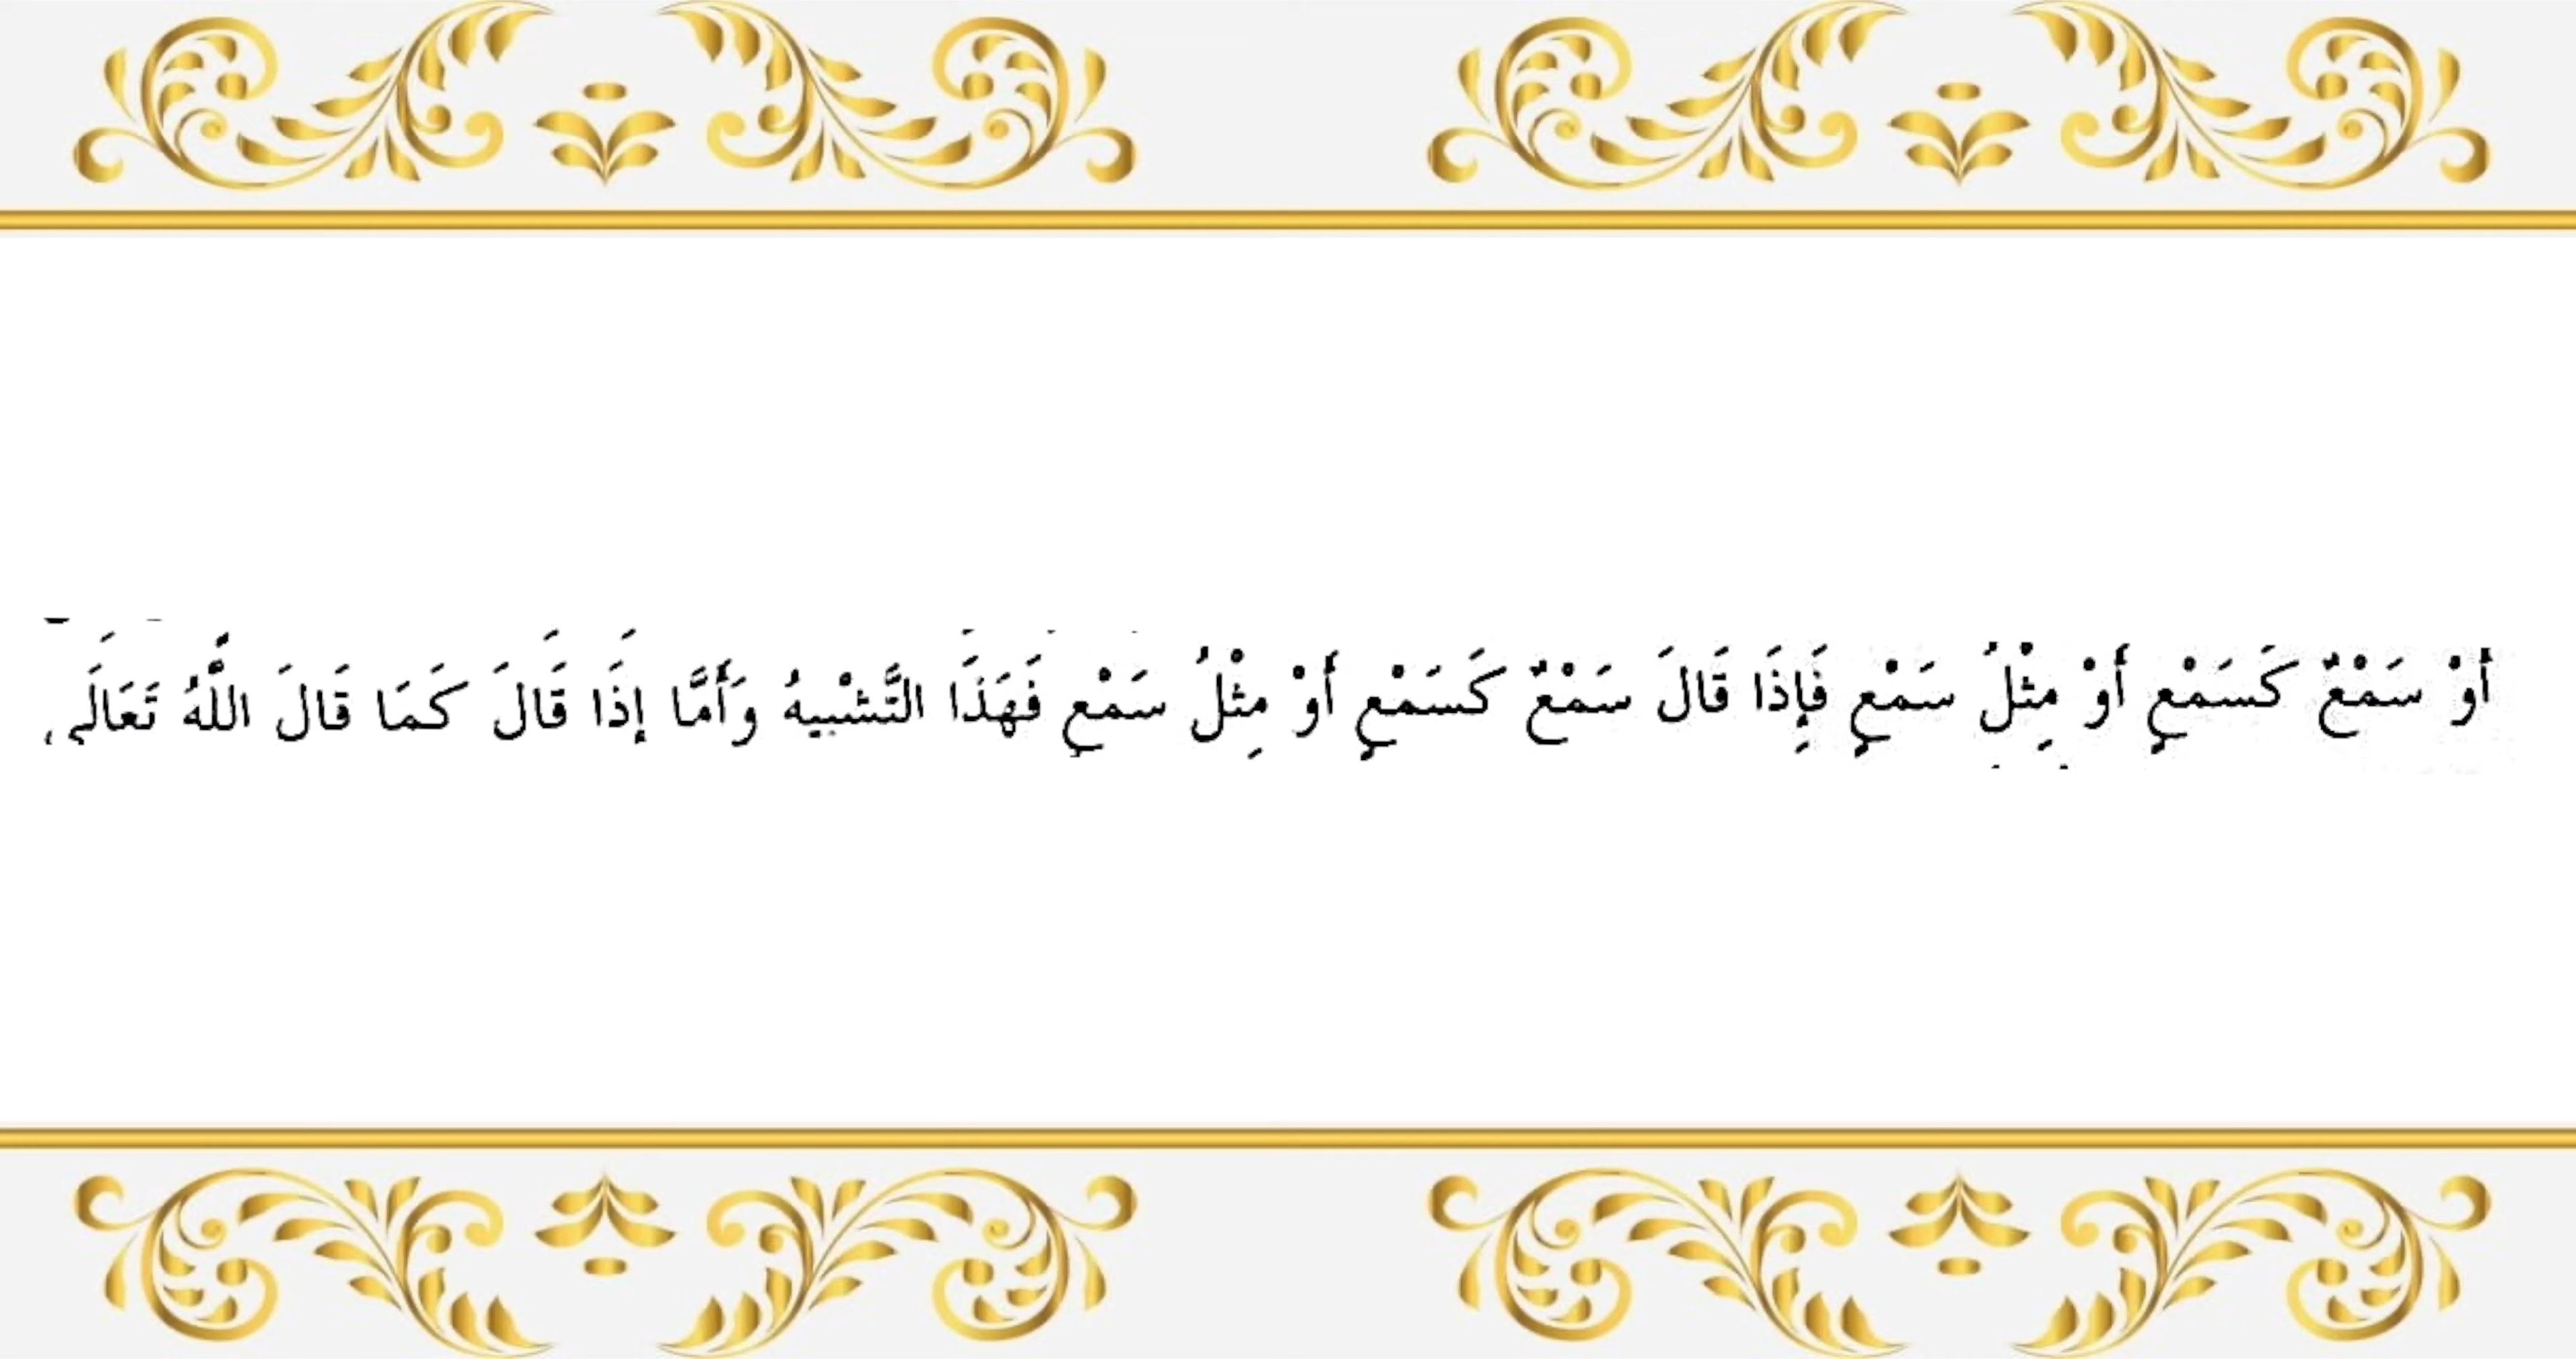 أَوْ سَمْعٌ كَسَمْعٍ أَوْ مِثْلُ سَمْعٍ فَإِذَا قَالَ سَمْعٌ كَسَمْعٍ أَوْ مِثْلُ سَمْعٍ فَهَذَا التَّشْبِيهُ وَأَمَّا إِذَا قَالَ كَمَا قَالَ اللَّهُ تَعَالَى